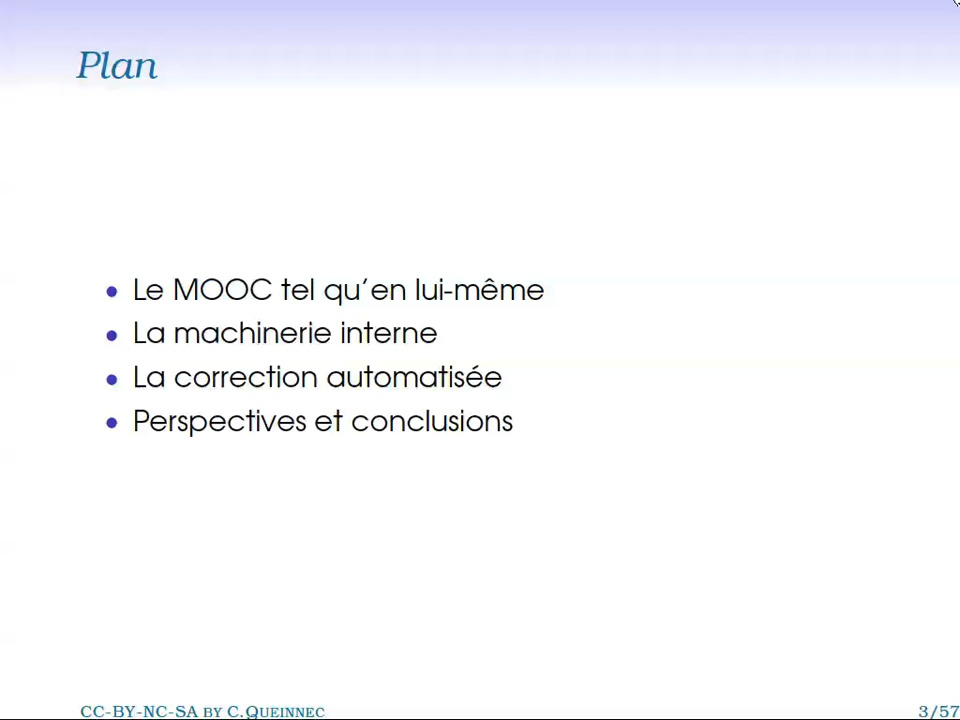 Plan
• Le MOOC tel qu'en lui-même
• La machinerie interne
• La correction automatisée
• Perspectives et conclusions
CC-BY-NC-SA BY C.QUEINNEC
3/57